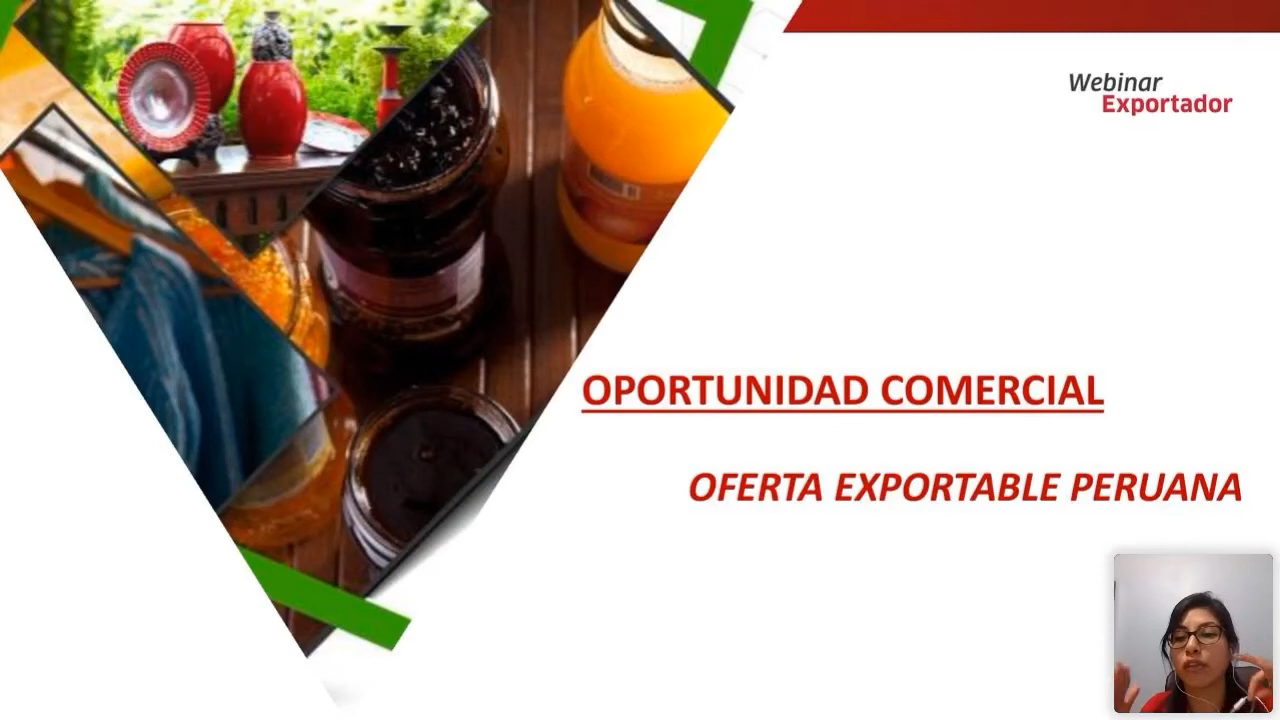 Webinar
Exportador
OPORTUNIDAD COMERCIAL
OFERTA EXPORTABLE PERUANA